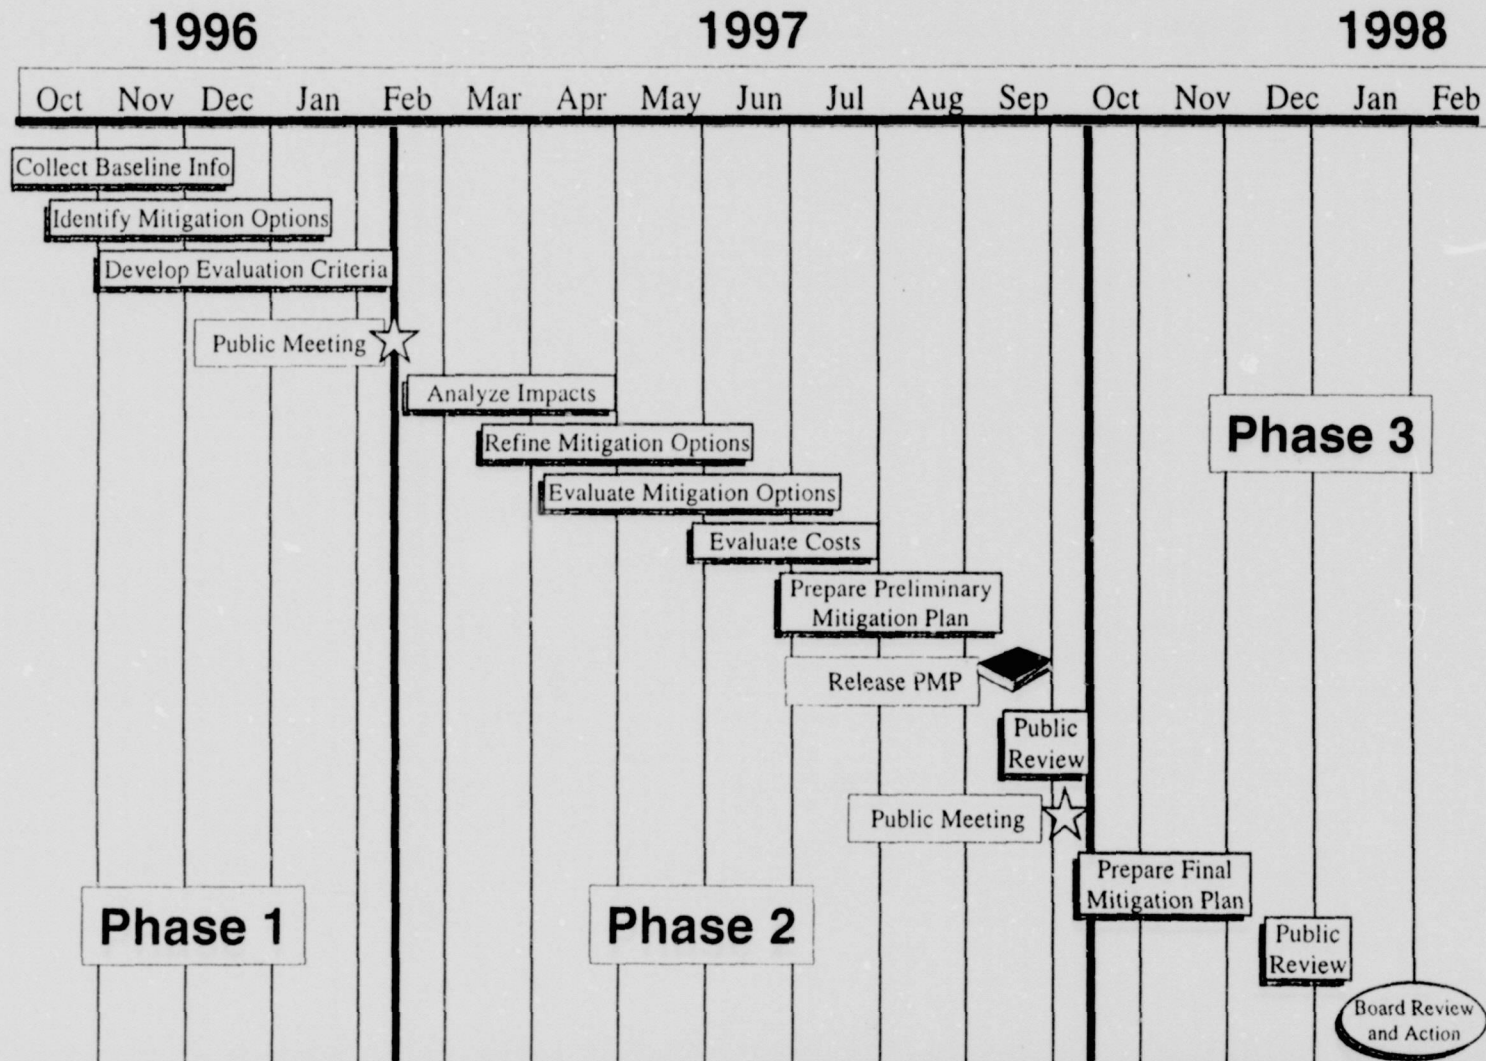 1996 1997 1998
Oct Nov Dec Jan Feb Mar Apr May Jun Jul Aug Sep Oct Nov Dec Jan Feb
Collect Baseline Info
Identify Mitigation Options
Develop Evaluation Criteria
Public Meeting
Analyze Impacts
Refine Mitigation Options
Evaluate Mitigation Options
Evaluate Costs
Prepare Preliminary
Mitigation Plan
Release PMP
Public
Review
Public Meeting
Prepare Final
Mitigation Plan
Public
Review
Board Review
and Action
Phase 1
Phase 2
Phase 3